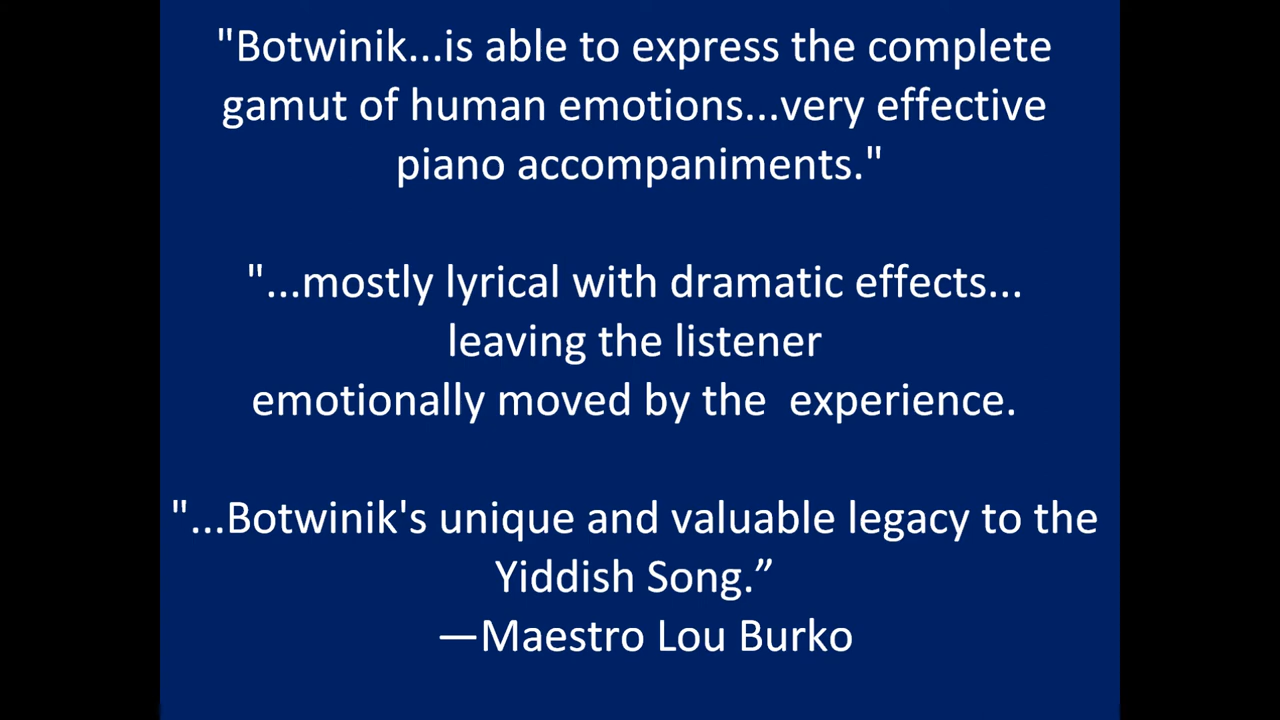 "Botwinik...is able to express the complete
gamut of human emotions...very effective
piano accompaniments."
"...mostly lyrical with dramatic effects...
leaving the listener
emotionally moved by the  experience.
"...Botwinik's unique and valuable legacy to the
Yiddish Song.”
—Maestro Lou Burko